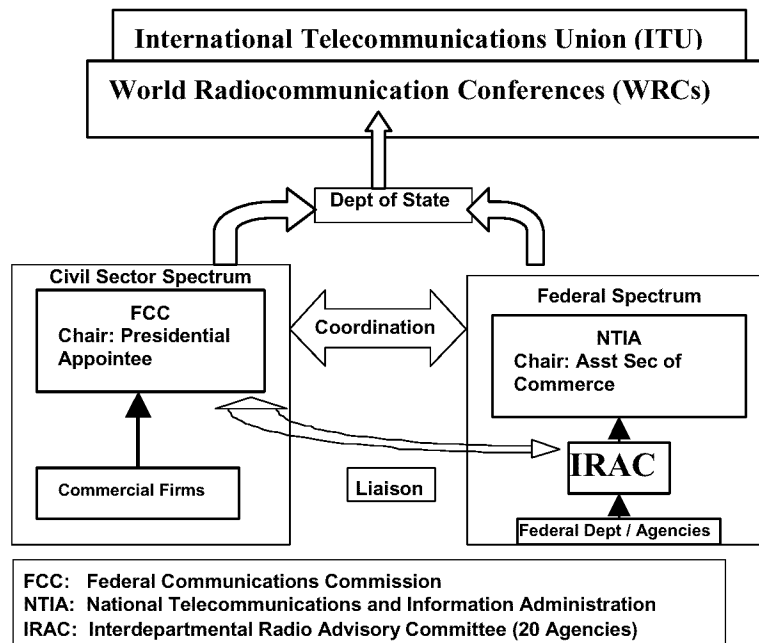 International Telecommunications Union (ITU)
World Radiocommunication Conferences (WRCs)
Dept of State
Civil Sector Spectrum
FCC
Chair: Presidential
Appointee
Commercial Firms
Coordination
Liaison
Federal Spectrum
NTIA
Chair: Asst Sec of
Commerce
IRAC
Federal Dept / Agencies
FCC: Federal Communications Commission
NTIA: National Telecommunications and Information Administration
IRAC: Interdepartmental Radio Advisory Committee (20 Agencies)